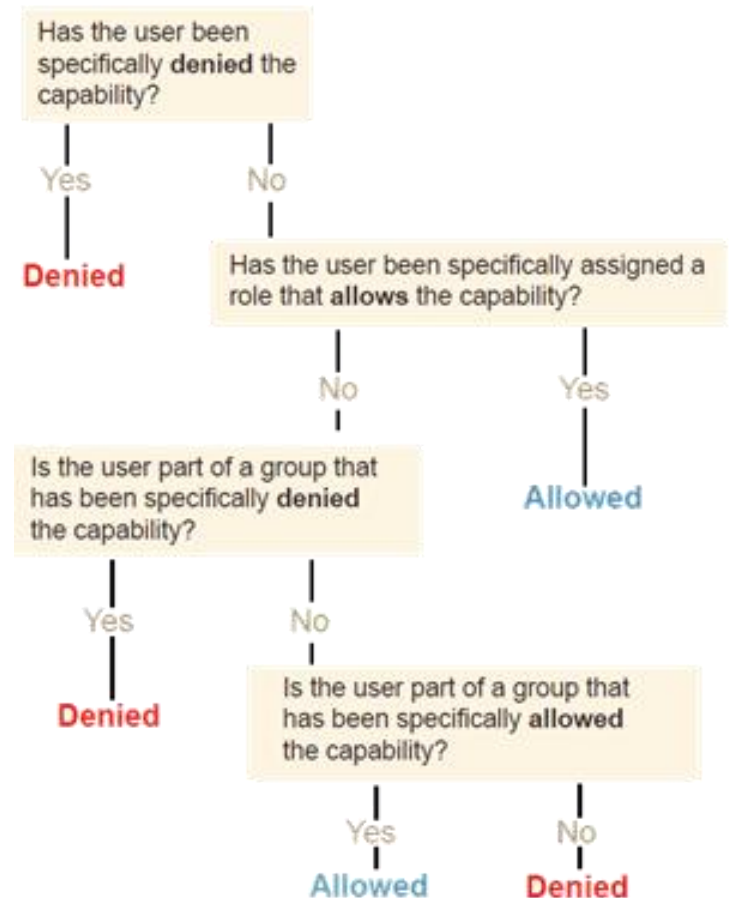 Has the user been
specifically denied the
capability?
Yes
No
Denied
Has the user been specifically assigned a
role that allows the capability?
No
Yes
Allowed
Is the user part of a group that
has been specifically denied
the capability?
Yes
No
Denied
Is the user part of a group that
has been specifically allowed
the capability?
Yes
No
Allowed
Denied